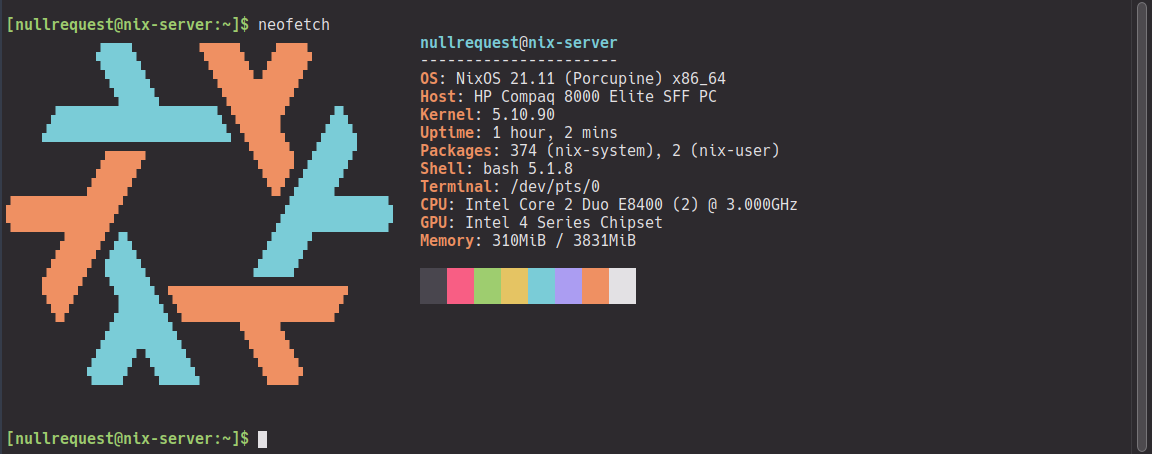 [nullrequest@nix-server:~]$ neofetch
nullrequest@nix-server
----------------------
OS: NixOS 21.11 (Porcupine) x86_64
Host: HP Compaq 8000 Elite SFF PC
Kernel: 5.10.90
Uptime: 1 hour, 2 mins
Packages: 374 (nix-system), 2 (nix-user)
Shell: bash 5.1.8
Terminal: /dev/pts/0
CPU: Intel Core 2 Duo E8400 (2) @ 3.000GHz
GPU: Intel 4 Series Chipset
Memory: 310MiB / 3831MiB
[nullrequest@nix-server:~]$